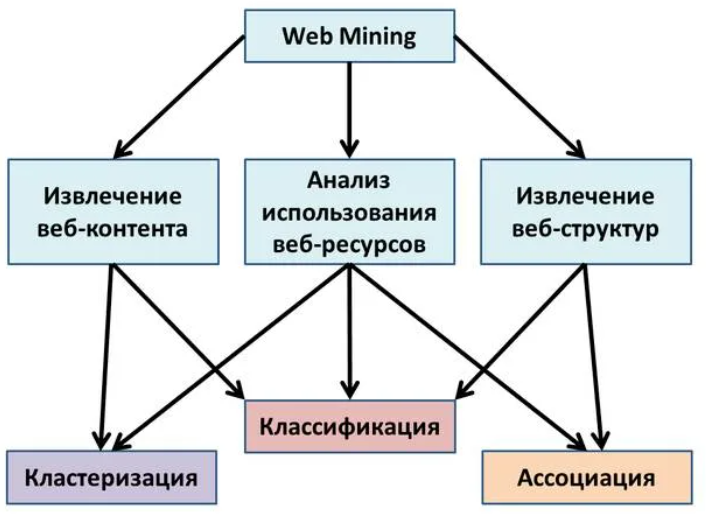 Web Mining
Извлечение
веб-контента
Анализ
использования
веб-ресурсов
Извлечение
веб-структур
Классификация
Кластеризация
Ассоциация